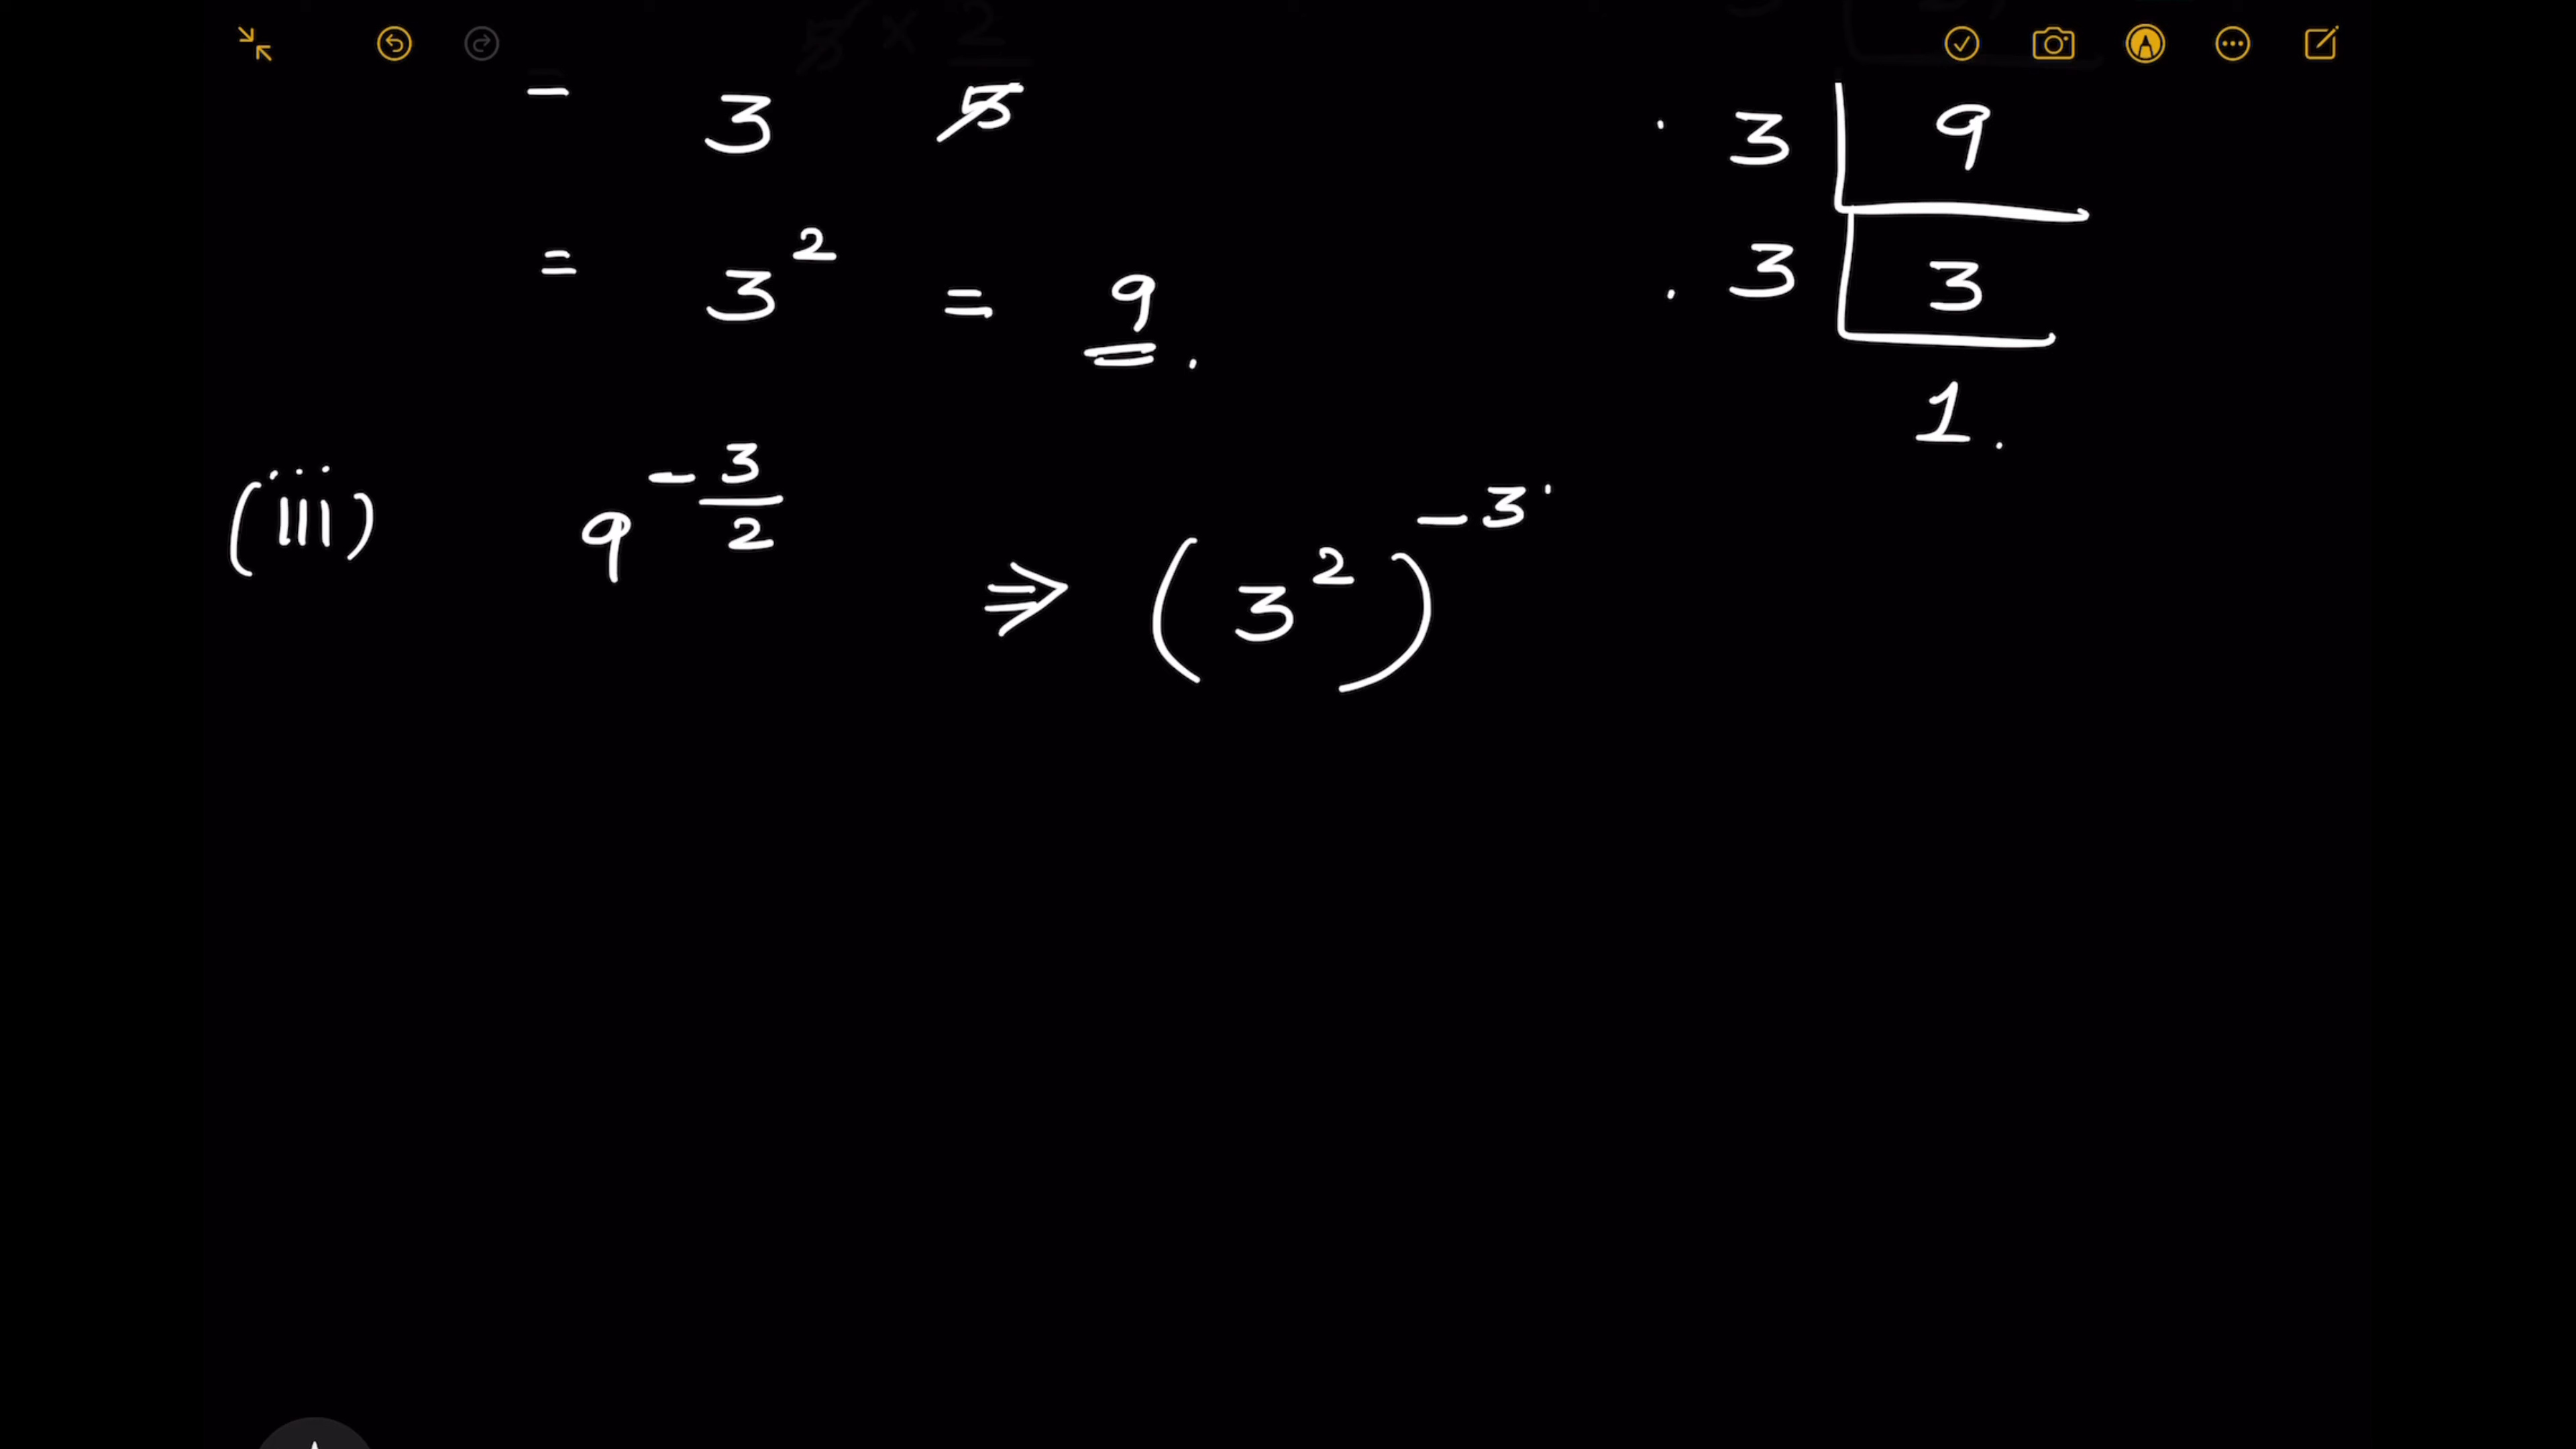 = 3 5
= 3² = 9.
(iii) 9^(-3/2) ⇒ (3²)^(-3)
3 | 9
3 | 3
1.